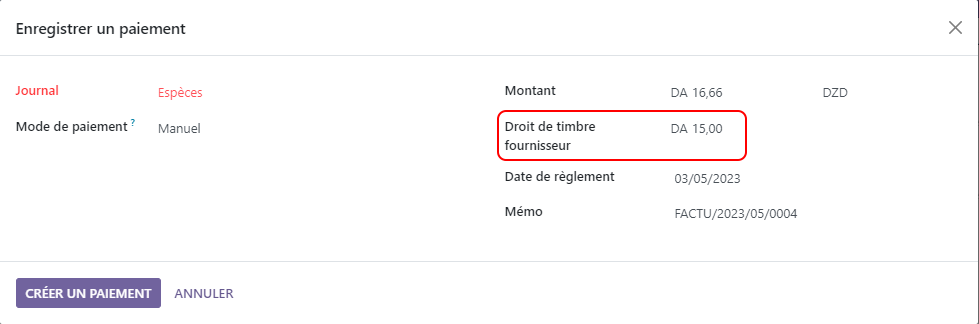 Enregistrer un paiement
Journal
Espèces
Montant
DA 16,66
DZD
Mode de paiement ?
Manuel
Droit de timbre
fournisseur
DA 15,00
Date de règlement
03/05/2023
Mémo
FACTU/2023/05/0004
CRÉER UN PAIEMENT
ANNULER